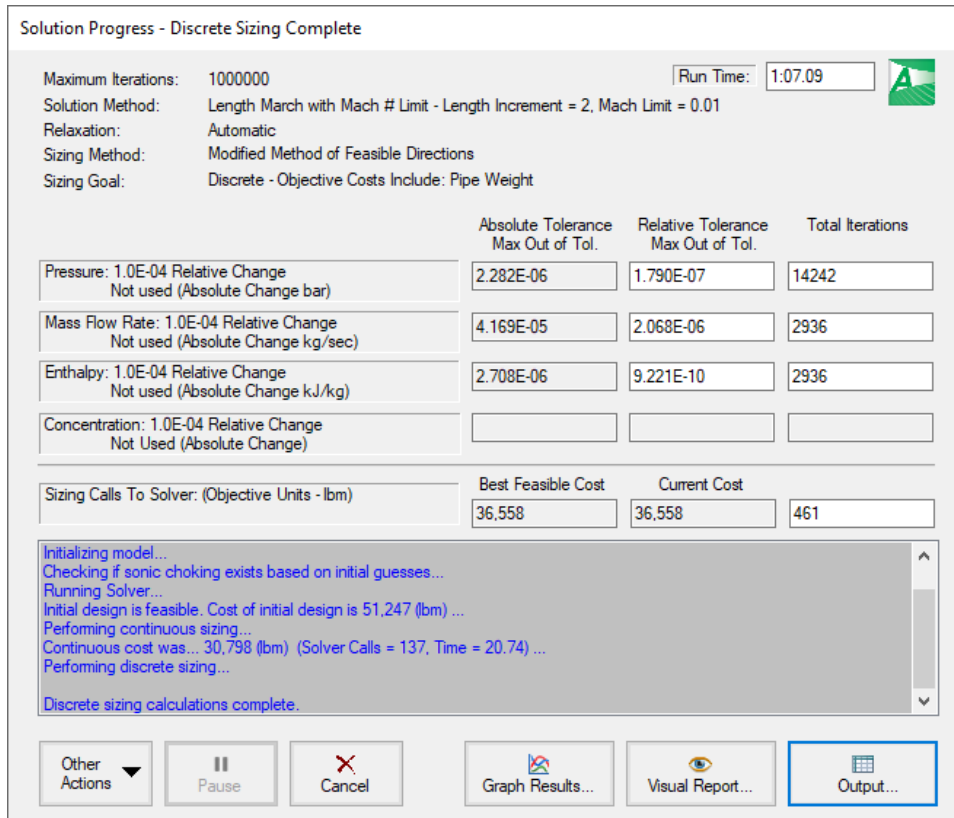 Solution Progress - Discrete Sizing Complete
Maximum Iterations: 1000000
Run Time: 1:07.09
Solution Method: Length March with Mach # Limit - Length Increment = 2, Mach Limit = 0.01
Relaxation: Automatic
Sizing Method: Modified Method of Feasible Directions
Sizing Goal: Discrete - Objective Costs Include: Pipe Weight
Absolute Tolerance Relative Tolerance Total Iterations
Max Out of Tol. Max Out of Tol.
Pressure: 1.0E-04 Relative Change 2.282E-06 1.790E-07 14242
Not used (Absolute Change bar)
Mass Flow Rate: 1.0E-04 Relative Change 4.169E-05 2.068E-06 2936
Not used (Absolute Change kg/sec)
Enthalpy: 1.0E-04 Relative Change 2.708E-06 9.221E-10 2936
Not used (Absolute Change kJ/kg)
Concentration: 1.0E-04 Relative Change
Not Used (Absolute Change)
Best Feasible Cost Current Cost
Sizing Calls To Solver: (Objective Units - lbm) 36,558 36,558 461
Initializing model...
Checking if sonic choking exists based on initial guesses...
Running Solver...
Initial design is feasible. Cost of initial design is 51,247 (lbm) ...
Performing continuous sizing...
Continuous cost was... 30,798 (lbm) (Solver Calls = 137, Time = 20.74) ...
Performing discrete sizing...
Discrete sizing calculations complete.
Other Actions
Pause
Cancel
Graph Results...
Visual Report...
Output...